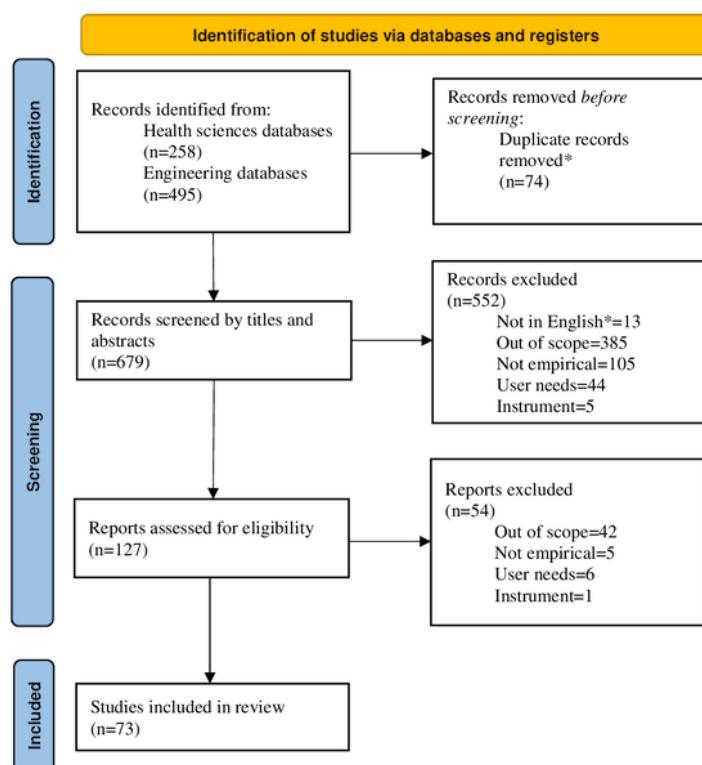 Identification of studies via databases and registers
Identification
Records identified from:
Health sciences databases
(n=258)
Engineering databases
(n=495)
Records removed before
screening:
Duplicate records
removed*
(n=74)
Screening
Records screened by titles and
abstracts
(n=679)
Records excluded
(n=552)
Not in English*=13
Out of scope=385
Not empirical=105
User needs=44
Instrument=5
Reports assessed for eligibility
(n=127)
Reports excluded
(n=54)
Out of scope=42
Not empirical=5
User needs=6
Instrument=1
Included
Studies included in review
(n=73)